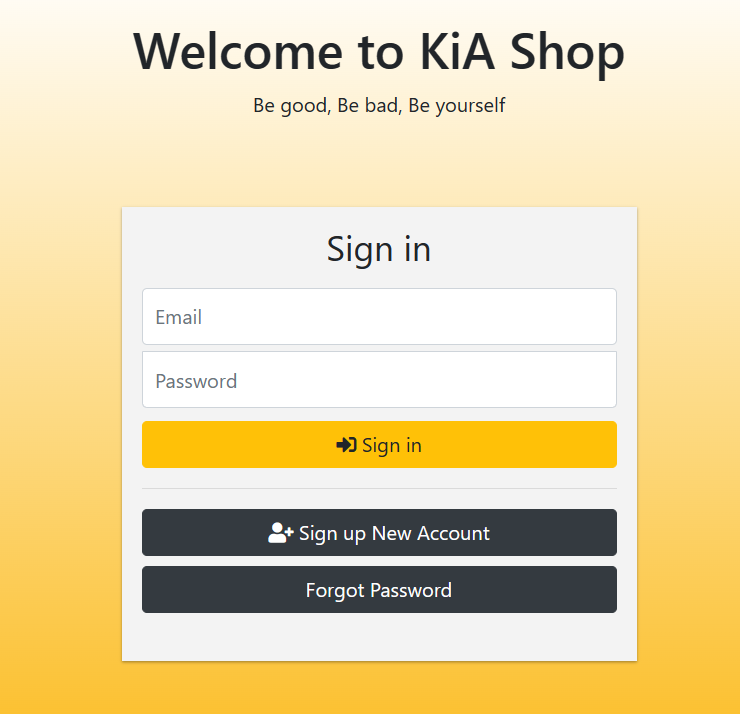 Welcome to KiA Shop
Be good, Be bad, Be yourself
Sign in
Email
Password
Sign in
Sign up New Account
Forgot Password